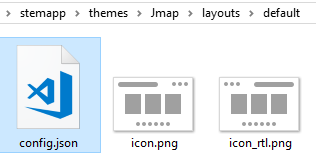 stemapp > themes > Jmap > layouts > default
config.json icon.png icon_rtl.png